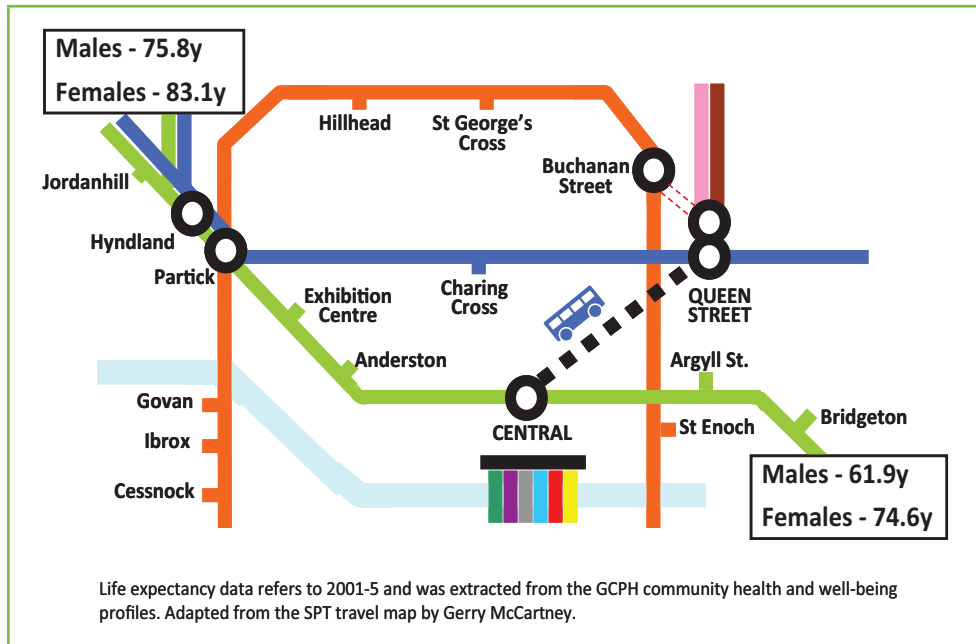 Males - 75.8y
Females - 83.1y
Hillhead
St George's
Cross
Buchanan
Street
Jordanhill
Hyndland
Partick
Exhibition
Centre
Charing
Cross
QUEEN
STREET
Anderston
Argyll St.
Govan
CENTRAL
St Enoch
Bridgeton
Ibrox
Cessnock
Males - 61.9y
Females - 74.6y
Life expectancy data refers to 2001-5 and was extracted from the GCPH community health and well-being
profiles. Adapted from the SPT travel map by Gerry McCartney.